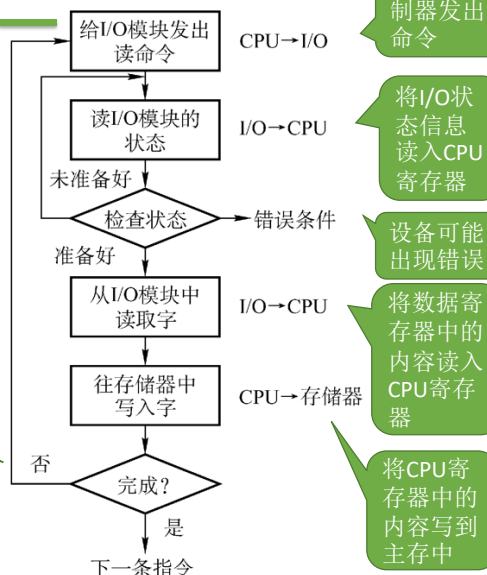 制器发出
命令
给I/O模块发出
读命令
CPU→I/O
将I/O状
态信息
读入CPU
寄存器
读I/O模块的
状态
I/O→CPU
未准备好
检查状态
错误条件
设备可能
出现错误
准备好
从I/O模块中
读取字
I/O→CPU
将数据寄
存器中的
内容读入
CPU寄存
器
往存储器中
写入字
CPU→存储器
否
完成？
将CPU寄
存器中的
内容写到
主存中
是
下一条指令